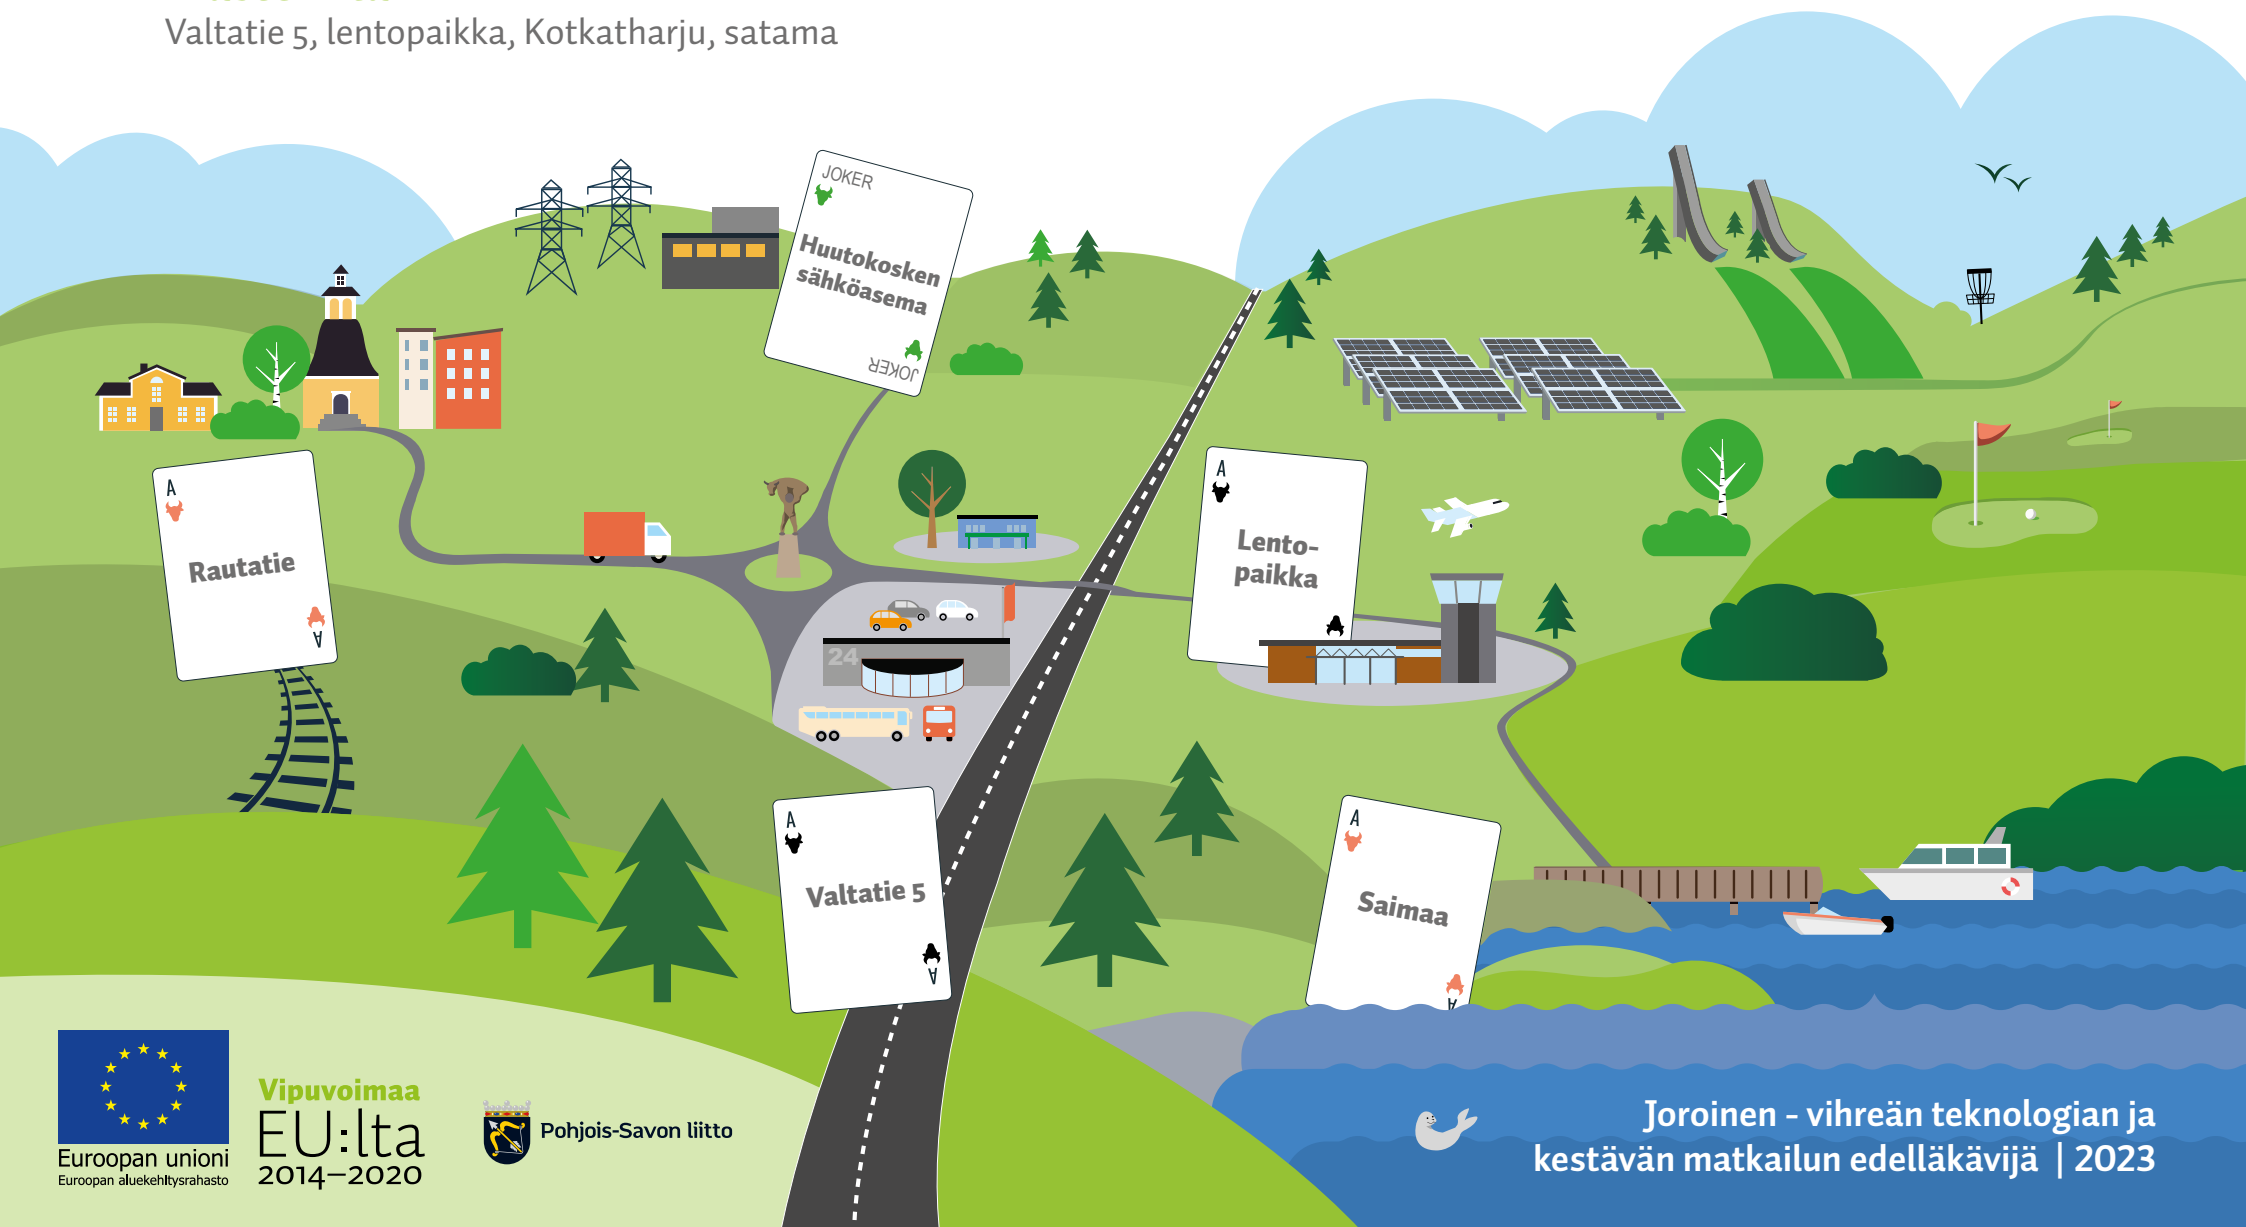 Valtatie 5, lentopaikka, Kotkatharju, satama
JOKER
Huutokosken
sähköasema
JOKER
A
Rautatie
A
A
Lento-
paikka
24
A
Valtatie 5
A
A
Saimaa
A
Euroopan unioni
Euroopan aluekehitysrahasto
Vipuvoimaa
EU:lta
2014–2020
Pohjois-Savon liitto
Joroinen - vihreän teknologian ja
kestävän matkailun edelläkävijä | 2023